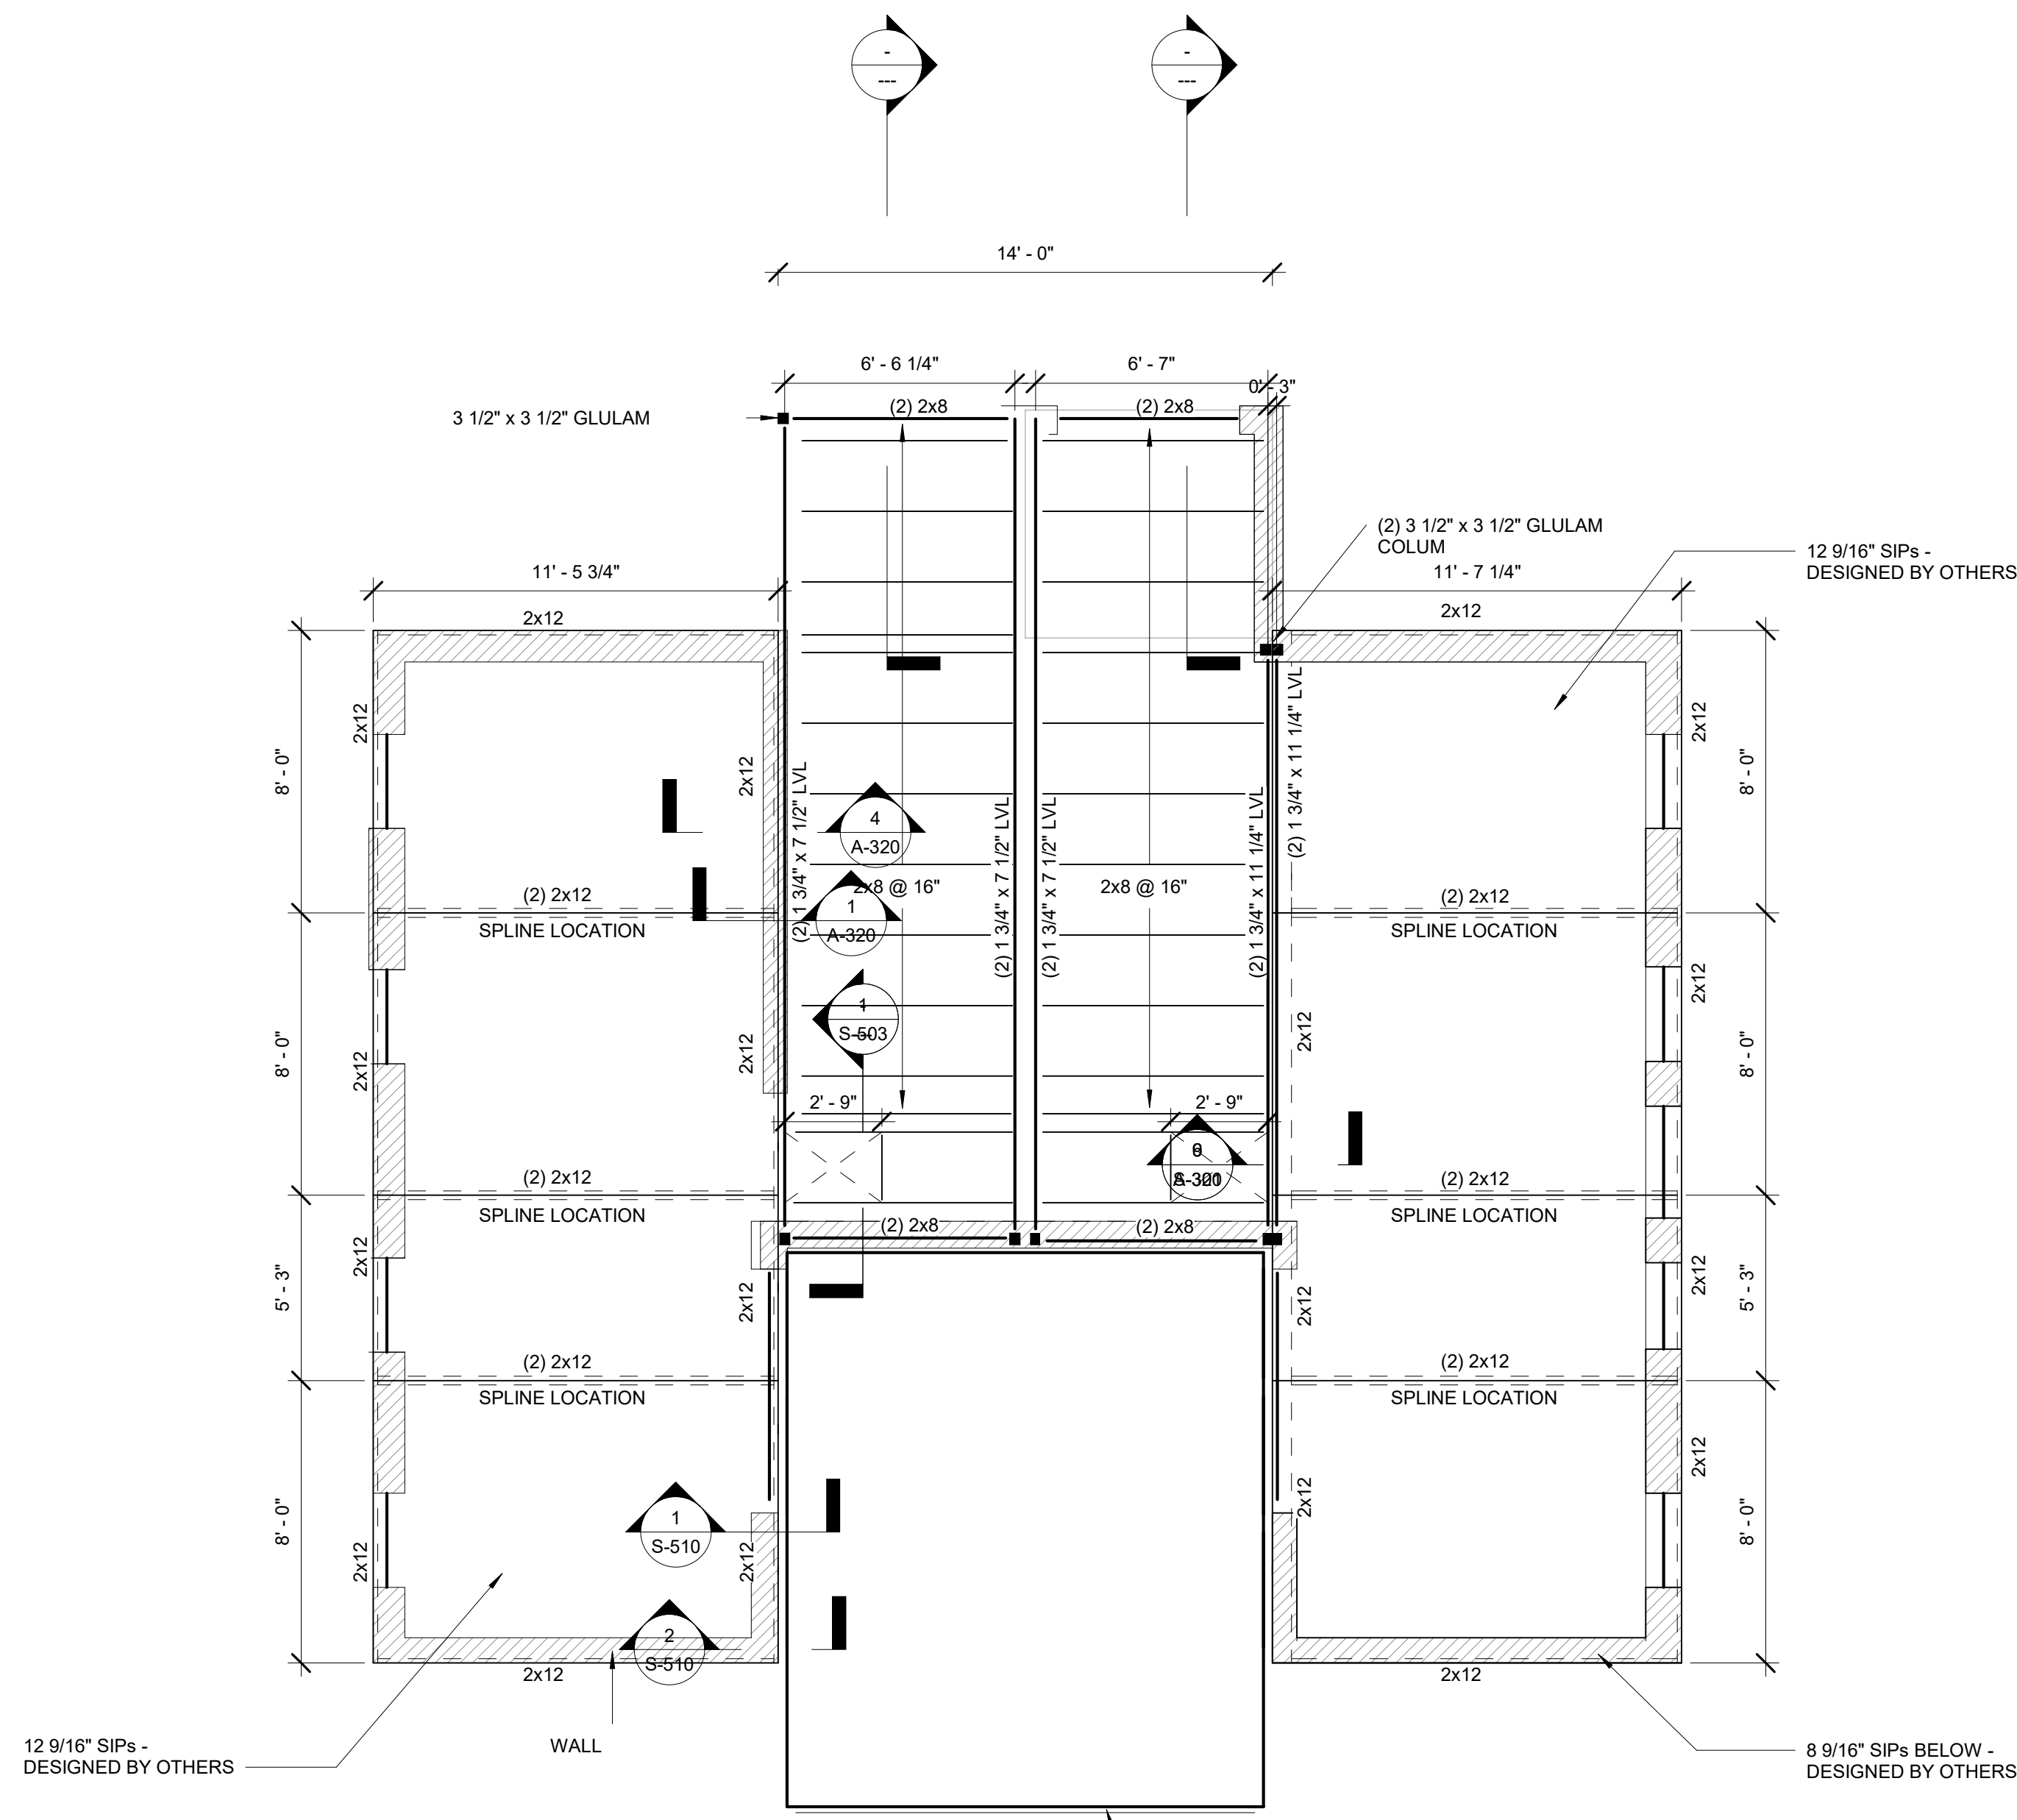 -
---
-
---
14' - 0"
6' - 6 1/4"
6' - 7"
0' - 3"
3 1/2" x 3 1/2" GLULAM
(2) 2x8
(2) 2x8
(2) 3 1/2" x 3 1/2" GLULAM
COLUM
12 9/16" SIPs -
DESIGNED BY OTHERS
11' - 5 3/4"
11' - 7 1/4"
2x12
2x12
2x12
2x12
2x12
8' - 0"
8' - 0"
(2) 1 3/4" x 7 1/2" LVL
(2) 1 3/4" x 7 1/2" LVL
(2) 1 3/4" x 7 1/2" LVL
(2) 1 3/4" x 11 1/4" LVL
(2) 1 3/4" x 11 1/4" LVL
4
A-320
2x8 @ 16"
2x8 @ 16"
1
A-320
(2) 2x12
SPLINE LOCATION
(2) 2x12
SPLINE LOCATION
1
S-503
2x12
2x12
2x12
2x12
8' - 0"
8' - 0"
2' - 9"
2' - 9"
(2) 2x12
SPLINE LOCATION
(2) 2x12
SPLINE LOCATION
(2) 2x8
(2) 2x8
2x12
2x12
2x12
2x12
5' - 3"
5' - 3"
(2) 2x12
SPLINE LOCATION
(2) 2x12
SPLINE LOCATION
2x12
2x12
8' - 0"
8' - 0"
1
S-510
2x12
2x12
2
S-510
2x12
2x12
12 9/16" SIPs -
DESIGNED BY OTHERS
WALL
8 9/16" SIPs BELOW -
DESIGNED BY OTHERS